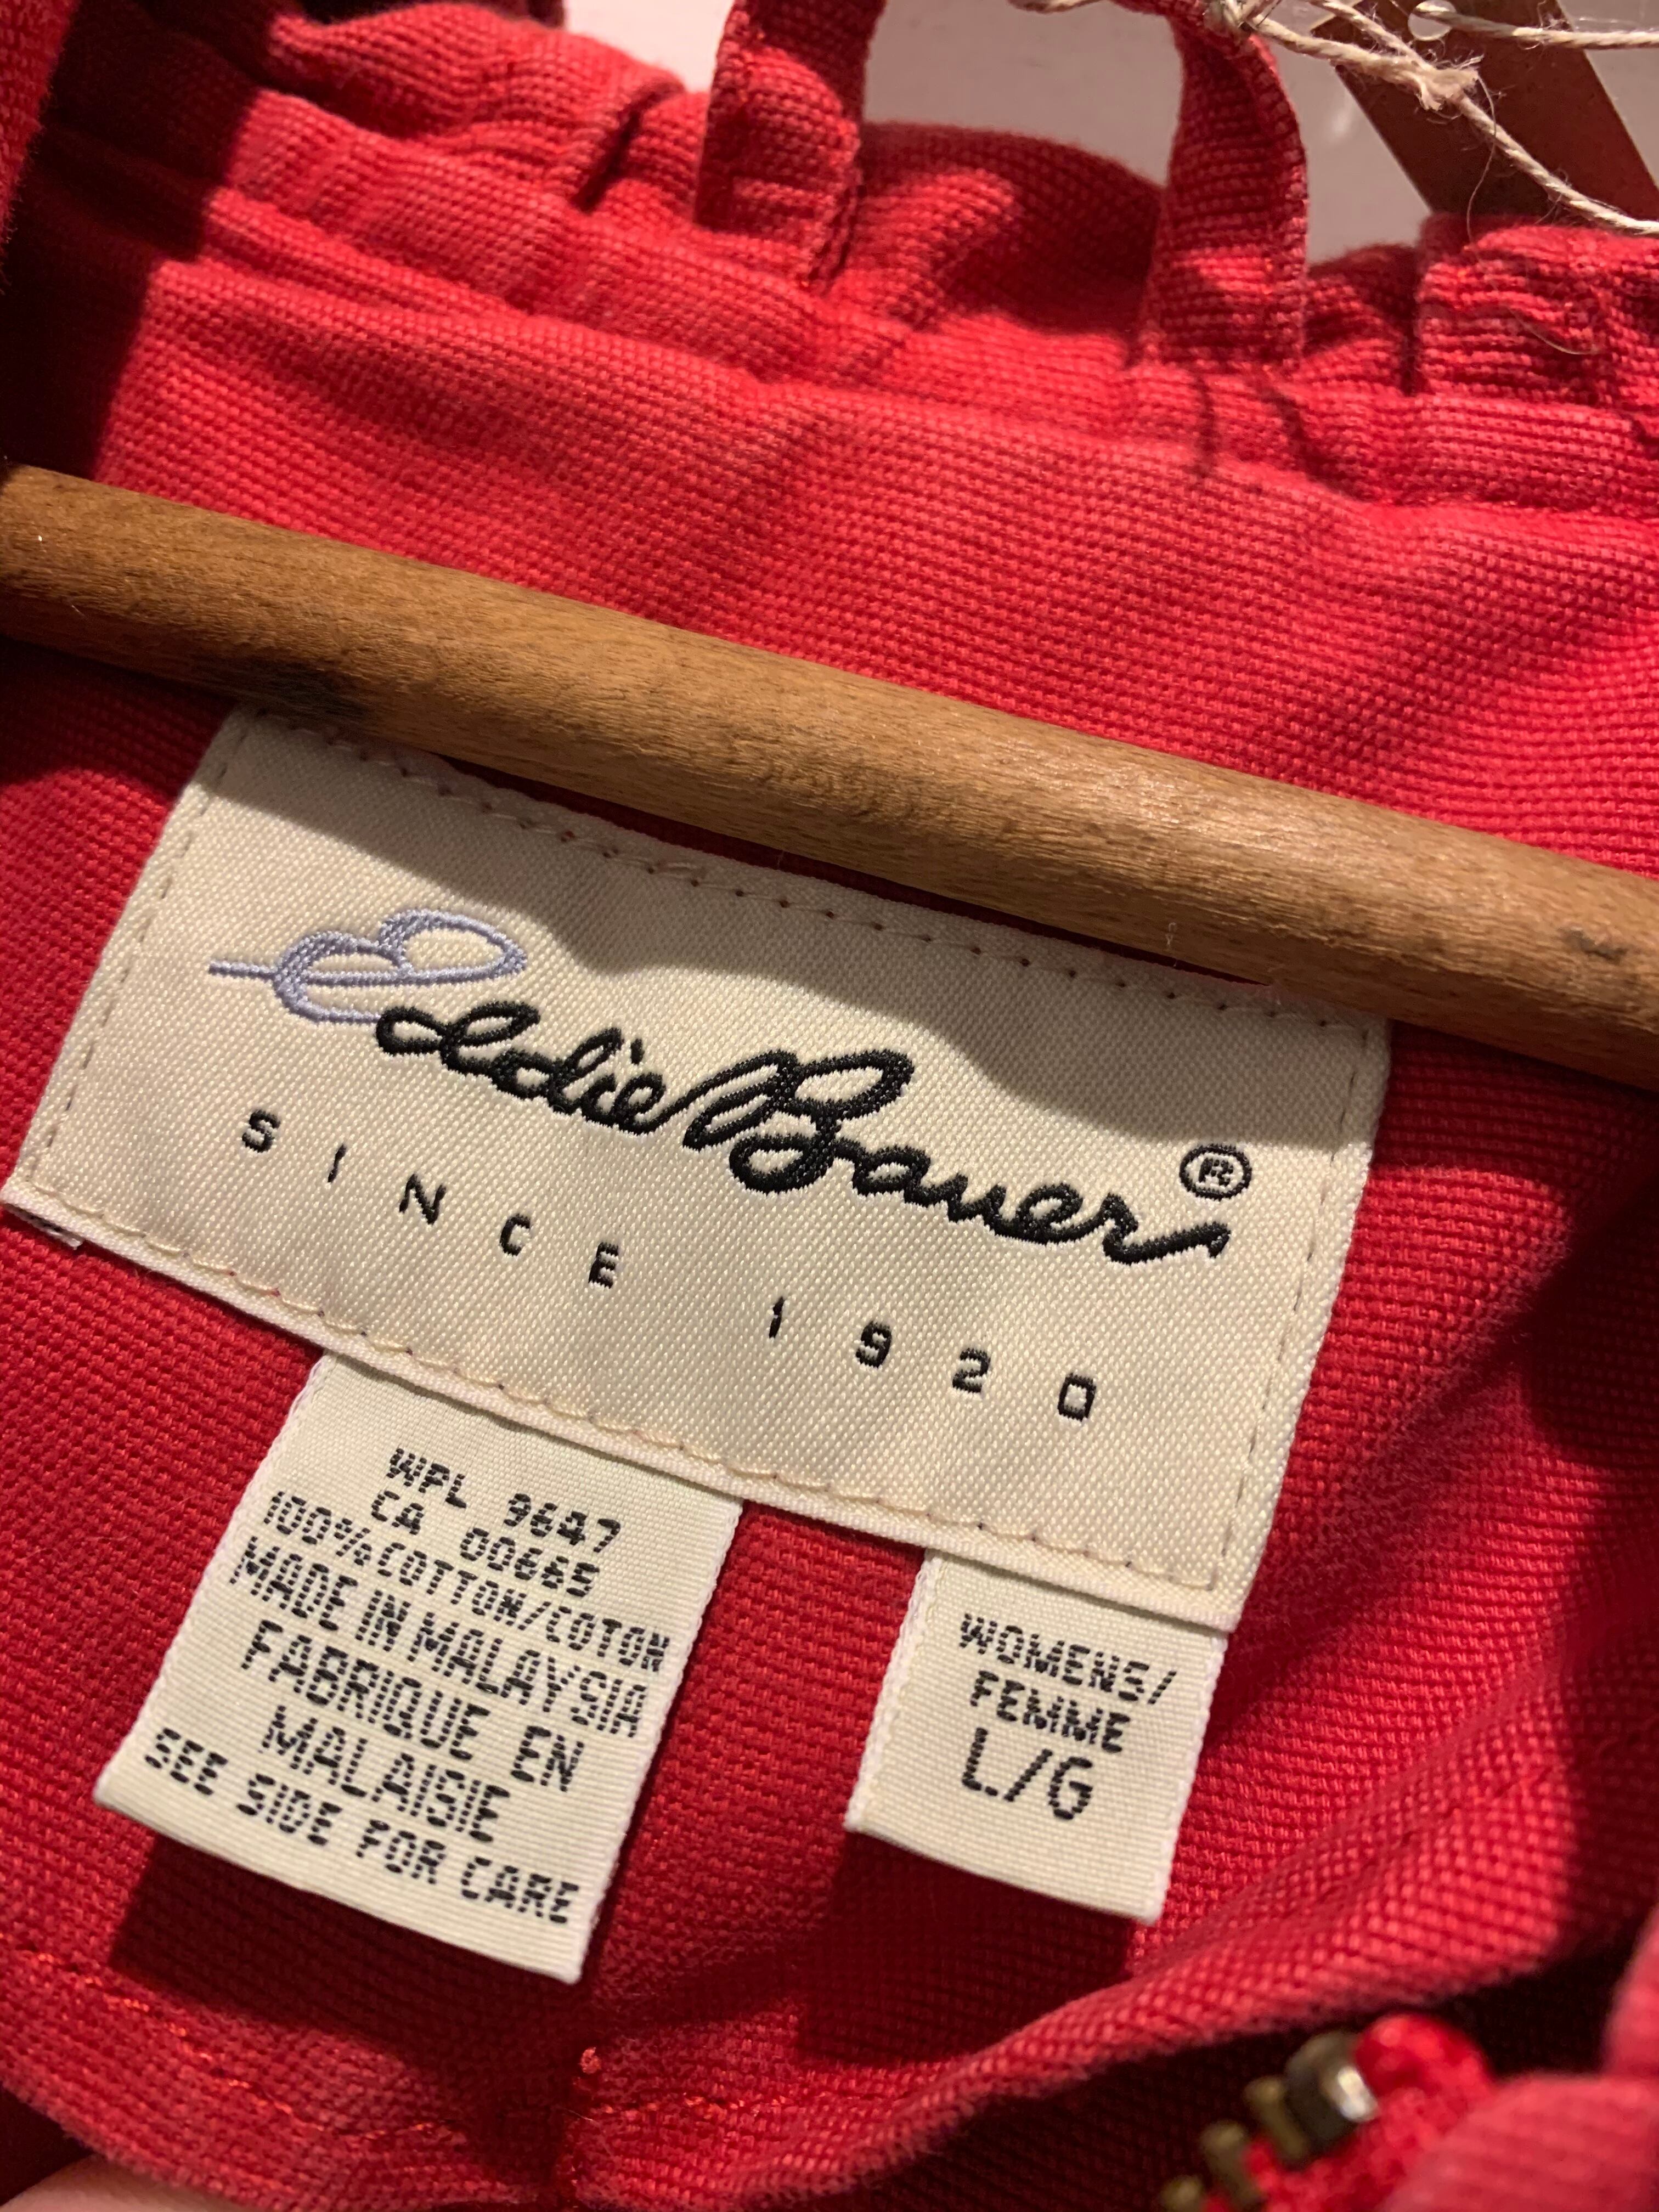 Eddie Bauer®
SINCE 1920
WPL 9647
CA 00665
100%COTTON/COTON
MADE IN MALAYSIA
FABRIQUE EN
MALAISIE
SEE SIDE FOR CARE
WOMENS/
FEMME
L/G